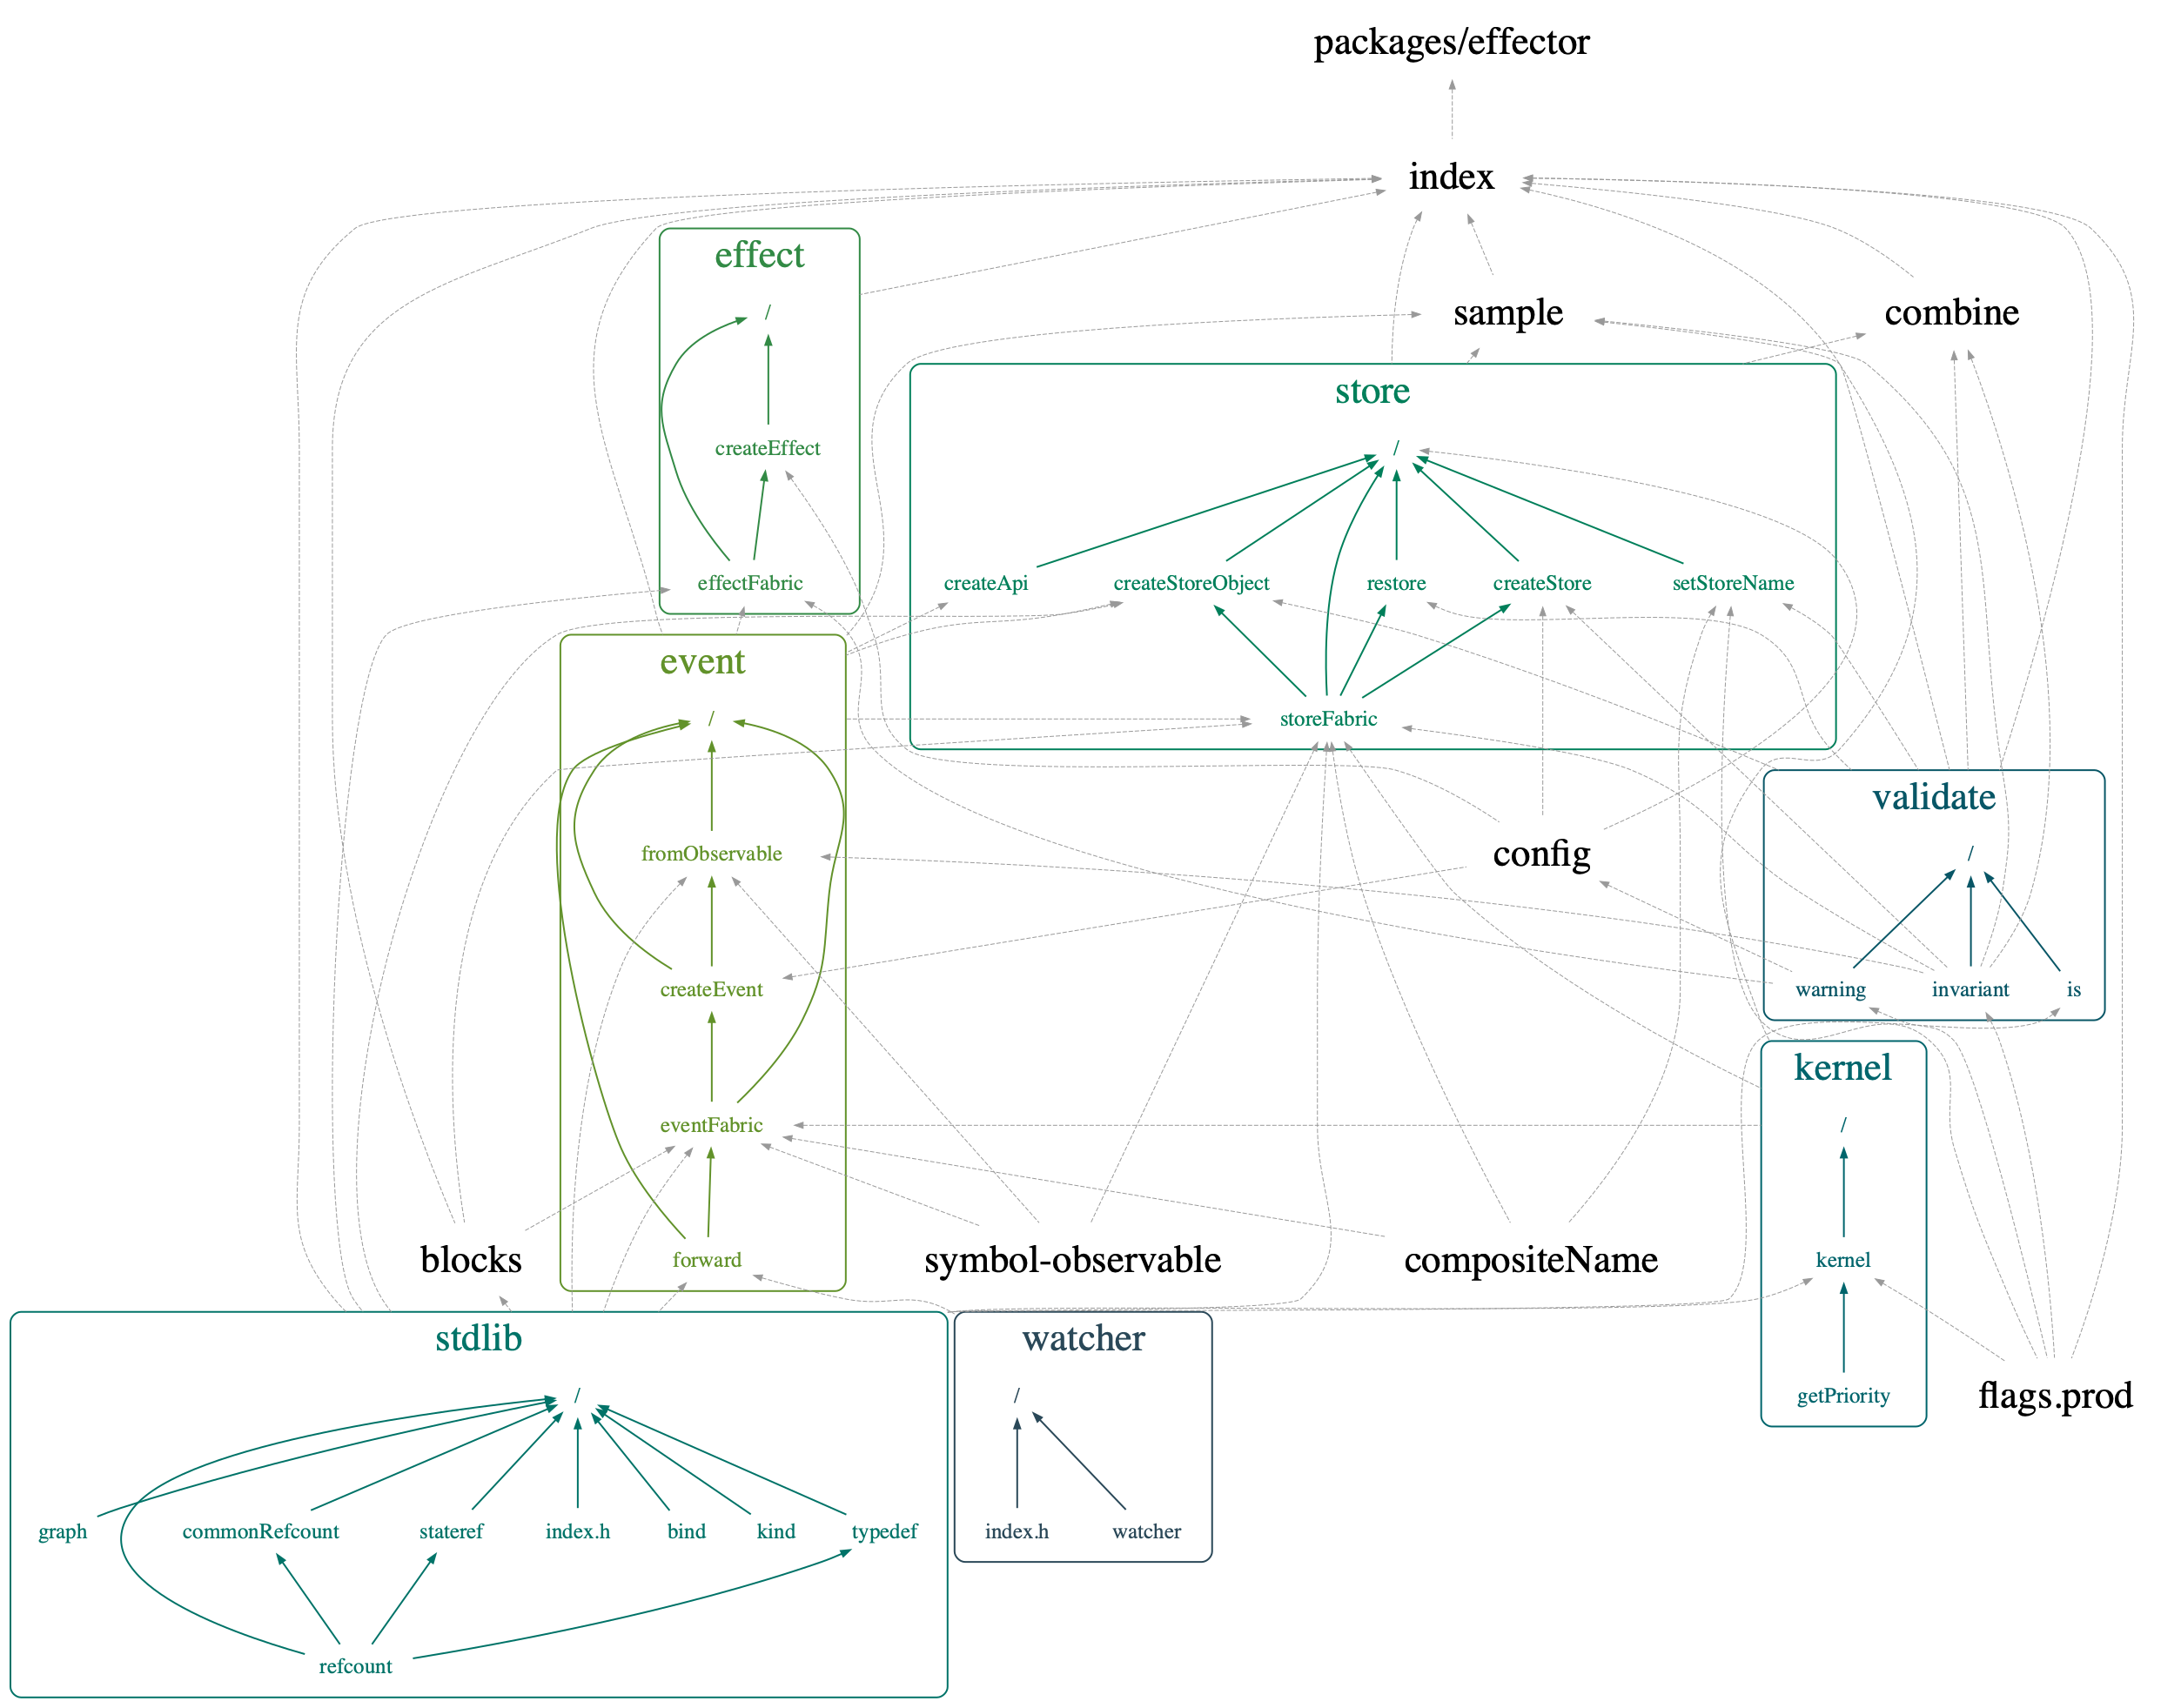 packages/effector
index
effect
/
sample
combine
store
createEffect
/
effectFabric
createApi
createStoreObject
restore
createStore
setStoreName
event
/
storeFabric
validate
fromObservable
config
/
createEvent
warning
invariant
is
kernel
eventFabric
/
blocks
forward
symbol-observable
compositeName
kernel
stdlib
watcher
/
/
getPriority
flags.prod
graph
commonRefcount
stateref
index.h
bind
kind
typedef
index.h
watcher
refcount